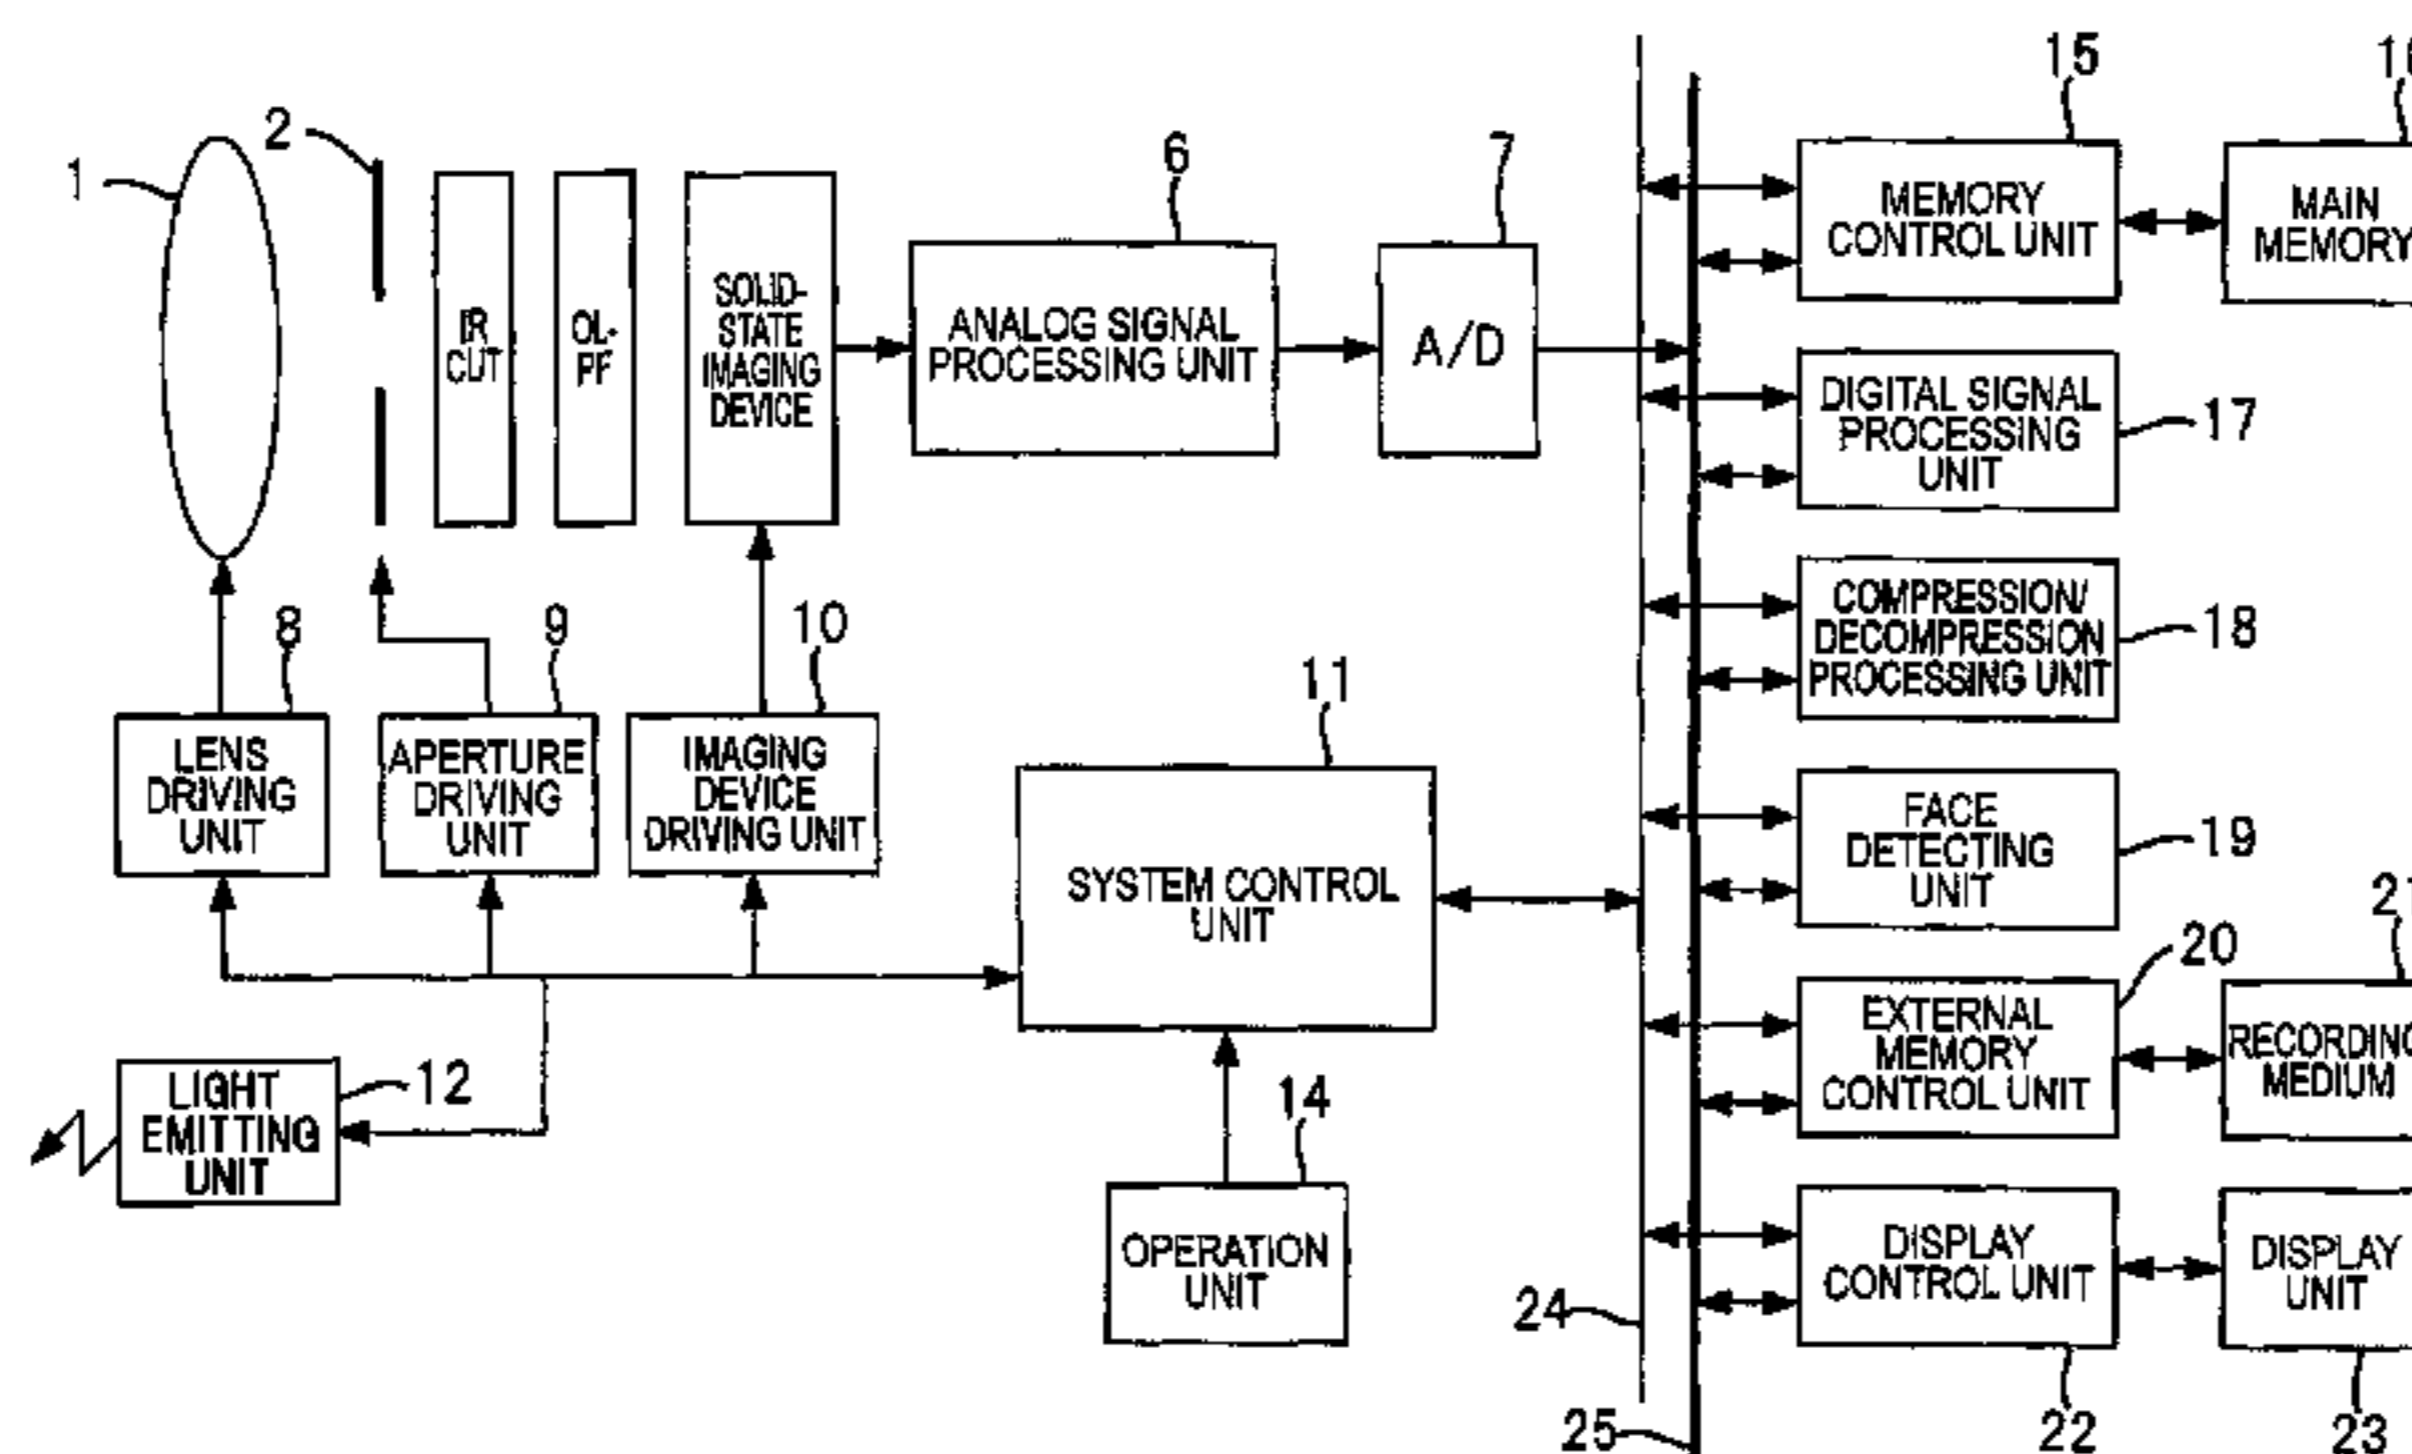 15
16
2
1
6
7
MEMORY
CONTROL UNIT
MAIN
MEMORY
IR
CUT
OL-
PF
SOLID-
STATE
IMAGING
DEVICE
ANALOG SIGNAL
PROCESSING UNIT
A/D
DIGITAL SIGNAL
PROCESSING
UNIT
17
COMPRESSION/
DECOMPRESSION
PROCESSING UNIT
18
8
9
10
11
LENS
DRIVING
UNIT
APERTURE
DRIVING
UNIT
IMAGING
DEVICE
DRIVING UNIT
SYSTEM CONTROL
UNIT
FACE
DETECTING
UNIT
19
20
21
EXTERNAL
MEMORY
CONTROL UNIT
RECORDING
MEDIUM
LIGHT
EMITTING
UNIT
12
14
OPERATION
UNIT
DISPLAY
CONTROL UNIT
DISPLAY
UNIT
24
25
22
23